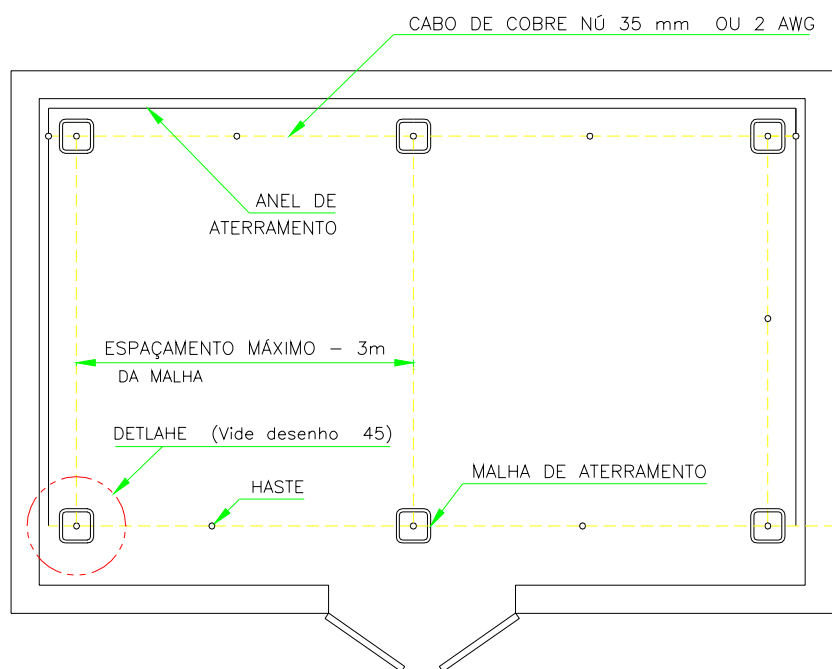 CABO DE COBRE NÚ 35 mm OU 2 AWG
ANEL DE
ATERRAMENTO
ESPAÇAMENTO MÁXIMO - 3m
DA MALHA
DETLAHE (Vide desenho 45)
HASTE
MALHA DE ATERRAMENTO